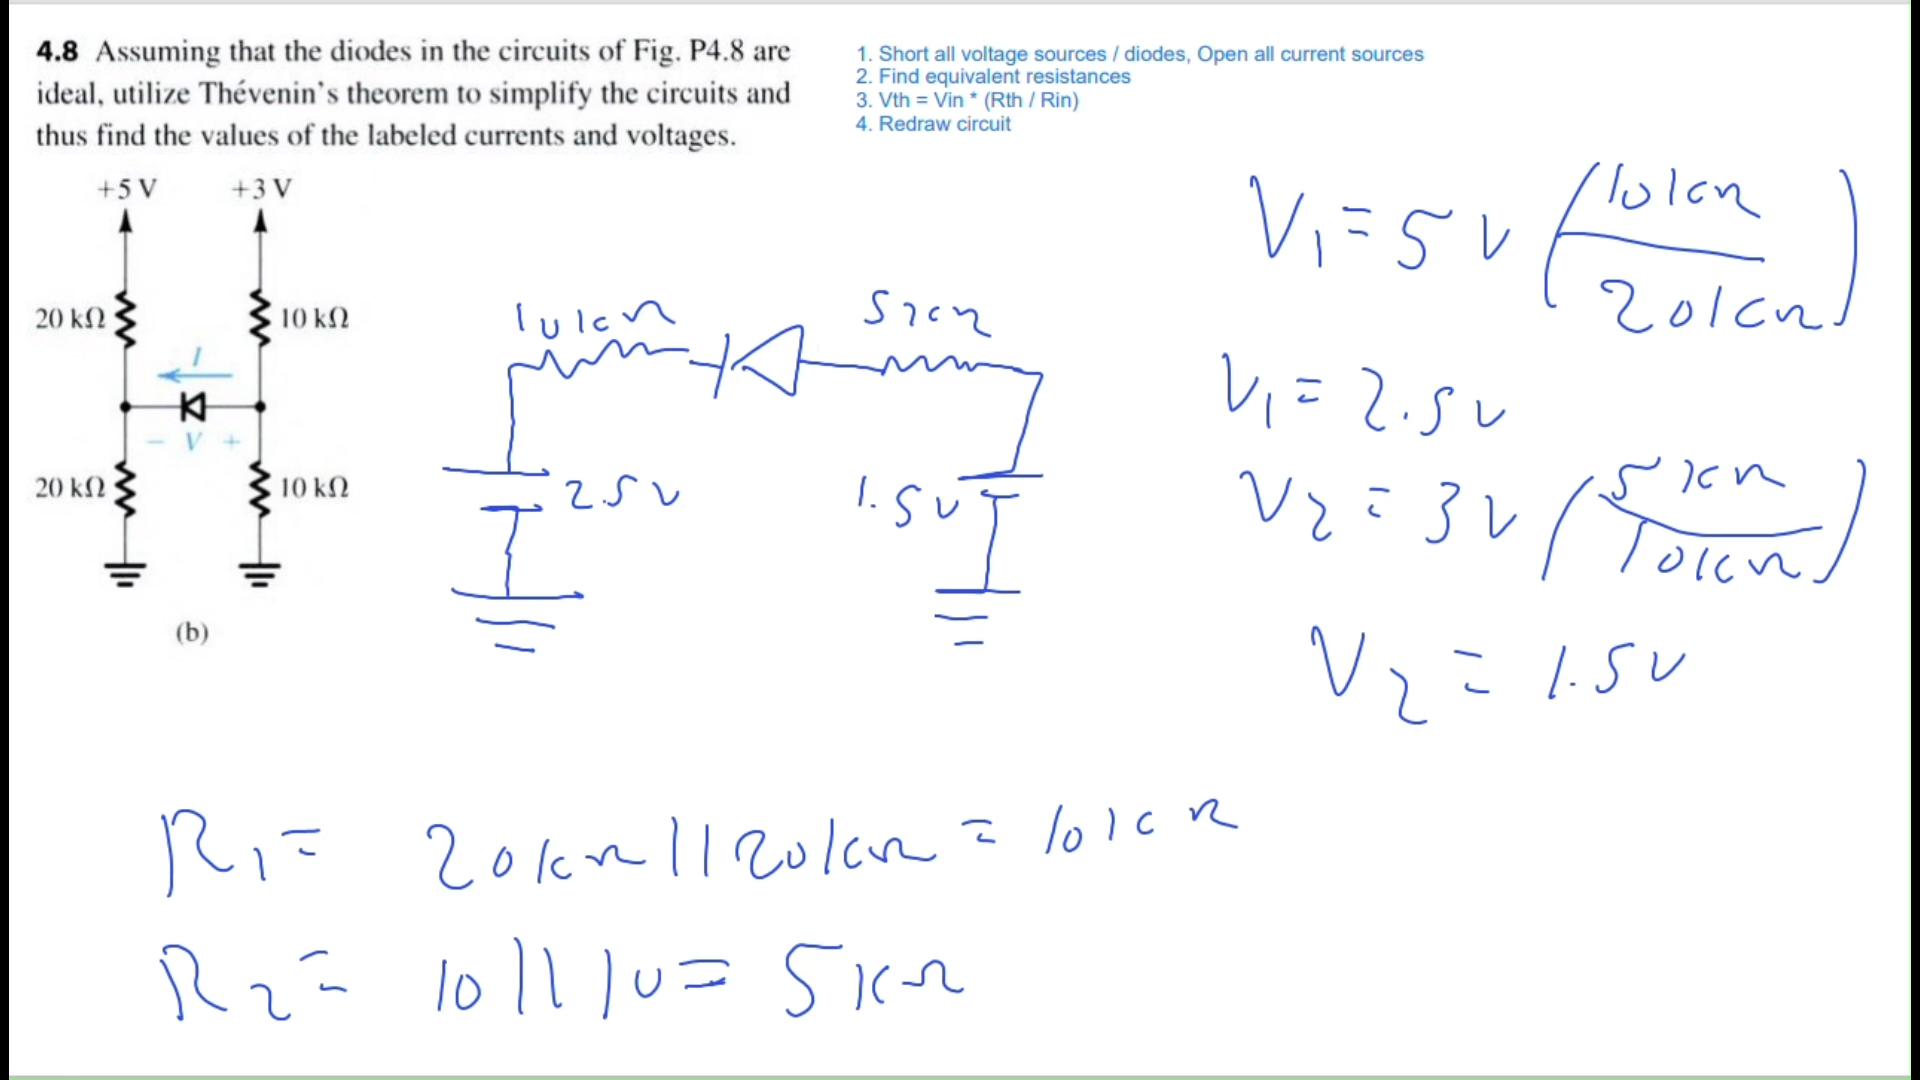 4.8 Assuming that the diodes in the circuits of Fig. P4.8 are
ideal, utilize Thévenin's theorem to simplify the circuits and
thus find the values of the labeled currents and voltages.
1. Short all voltage sources / diodes, Open all current sources
2. Find equivalent resistances
3. Vth = Vin * (Rth / Rin)
4. Redraw circuit
+5 V
+3 V
20 kΩ
10 kΩ
I
− V +
20 kΩ
10 kΩ
(b)
10kΩ
5kΩ
2.5V
1.5V
V1 = 5V (10kΩ / 20kΩ)
V1 = 2.5V
V2 = 3V (5kΩ / 10kΩ)
V2 = 1.5V
R1 = 20kΩ || 20kΩ = 10kΩ
R2 = 10 || 10 = 5kΩ